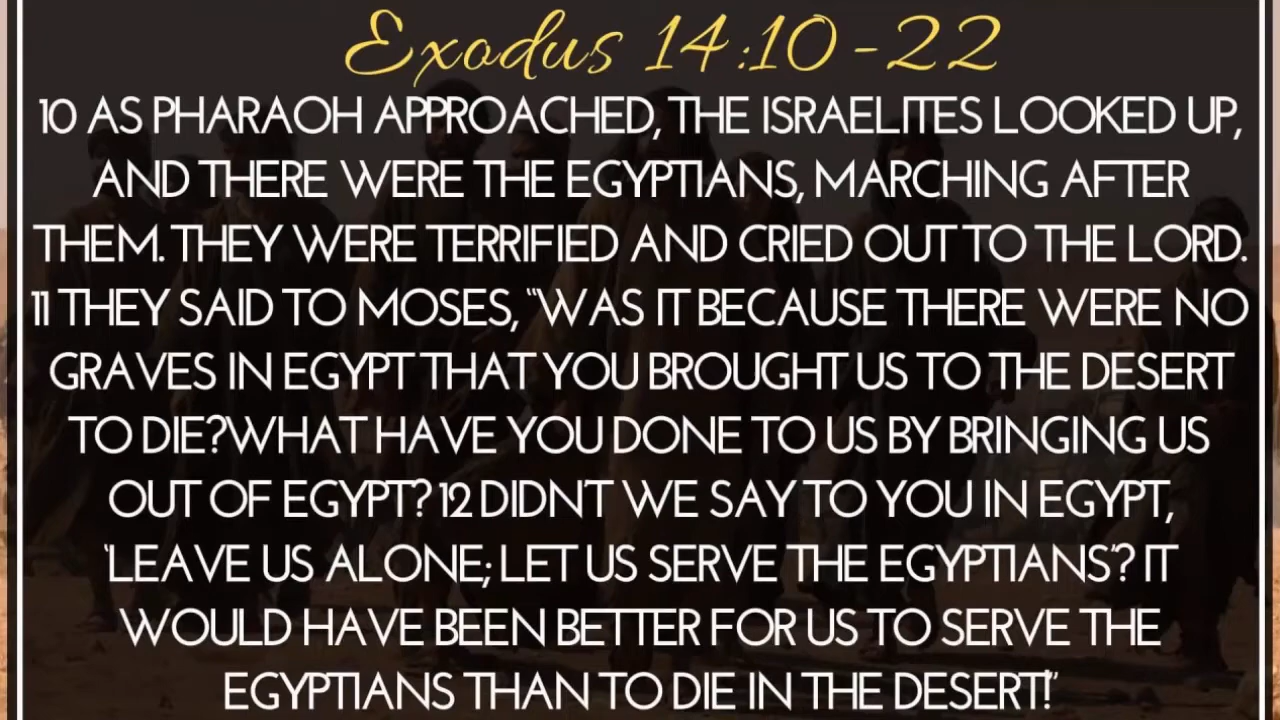 Exodus 14:10-22
10 AS PHARAOH APPROACHED, THE ISRAELITES LOOKED UP,
AND THERE WERE THE EGYPTIANS, MARCHING AFTER
THEM. THEY WERE TERRIFIED AND CRIED OUT TO THE LORD.
11 THEY SAID TO MOSES, “WAS IT BECAUSE THERE WERE NO
GRAVES IN EGYPT THAT YOU BROUGHT US TO THE DESERT
TO DIE?WHAT HAVE YOU DONE TO US BY BRINGING US
OUT OF EGYPT? 12 DIDN'T WE SAY TO YOU IN EGYPT,
‘LEAVE US ALONE; LET US SERVE THE EGYPTIANS’? IT
WOULD HAVE BEEN BETTER FOR US TO SERVE THE
EGYPTIANS THAN TO DIE IN THE DESERT!”